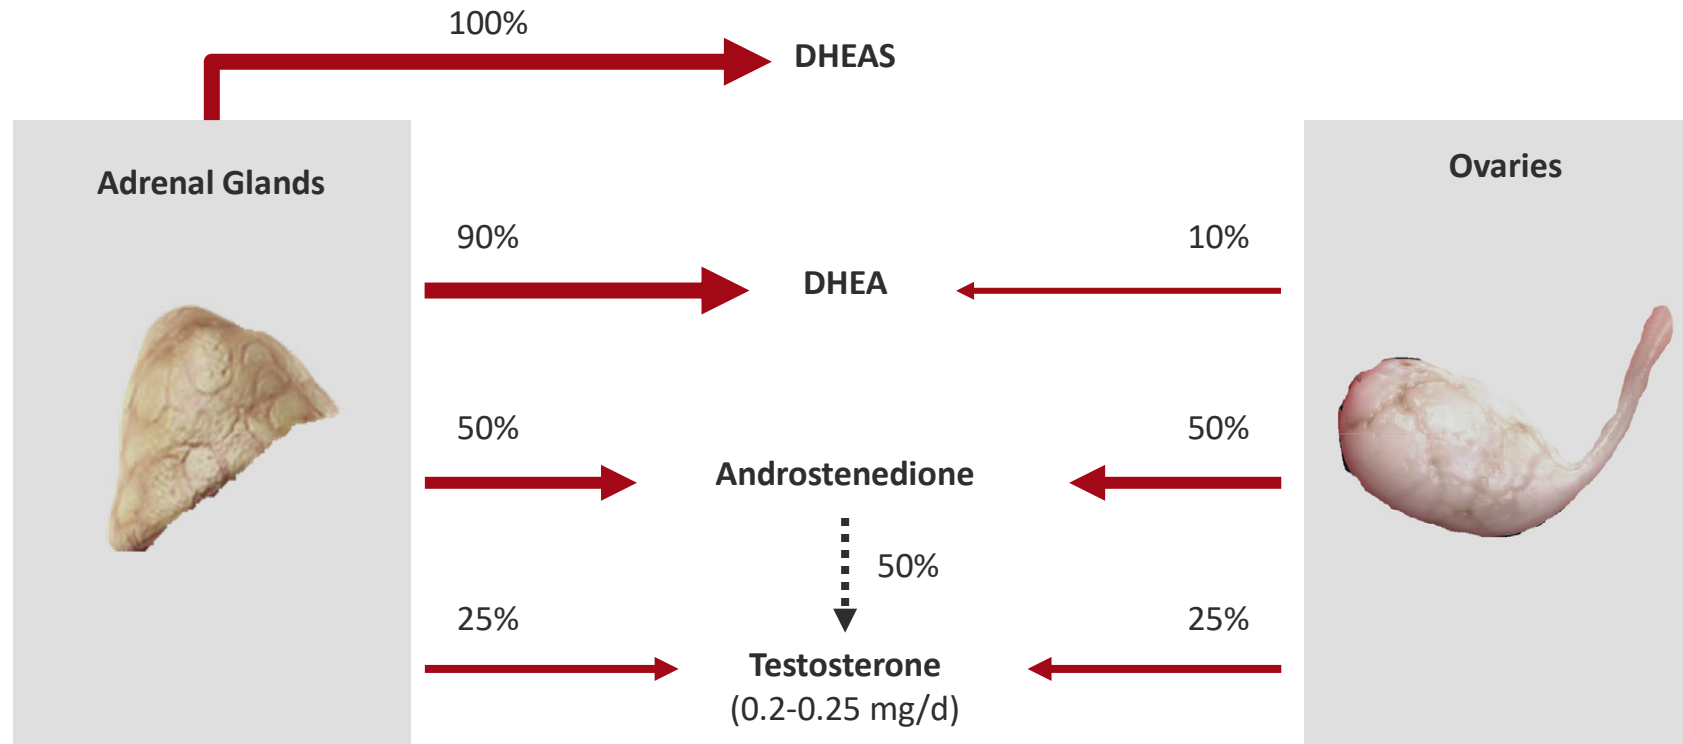 100%
DHEAS
Adrenal Glands
Ovaries
90%
10%
DHEA
50%
50%
Androstenedione
50%
25%
25%
Testosterone
(0.2-0.25 mg/d)